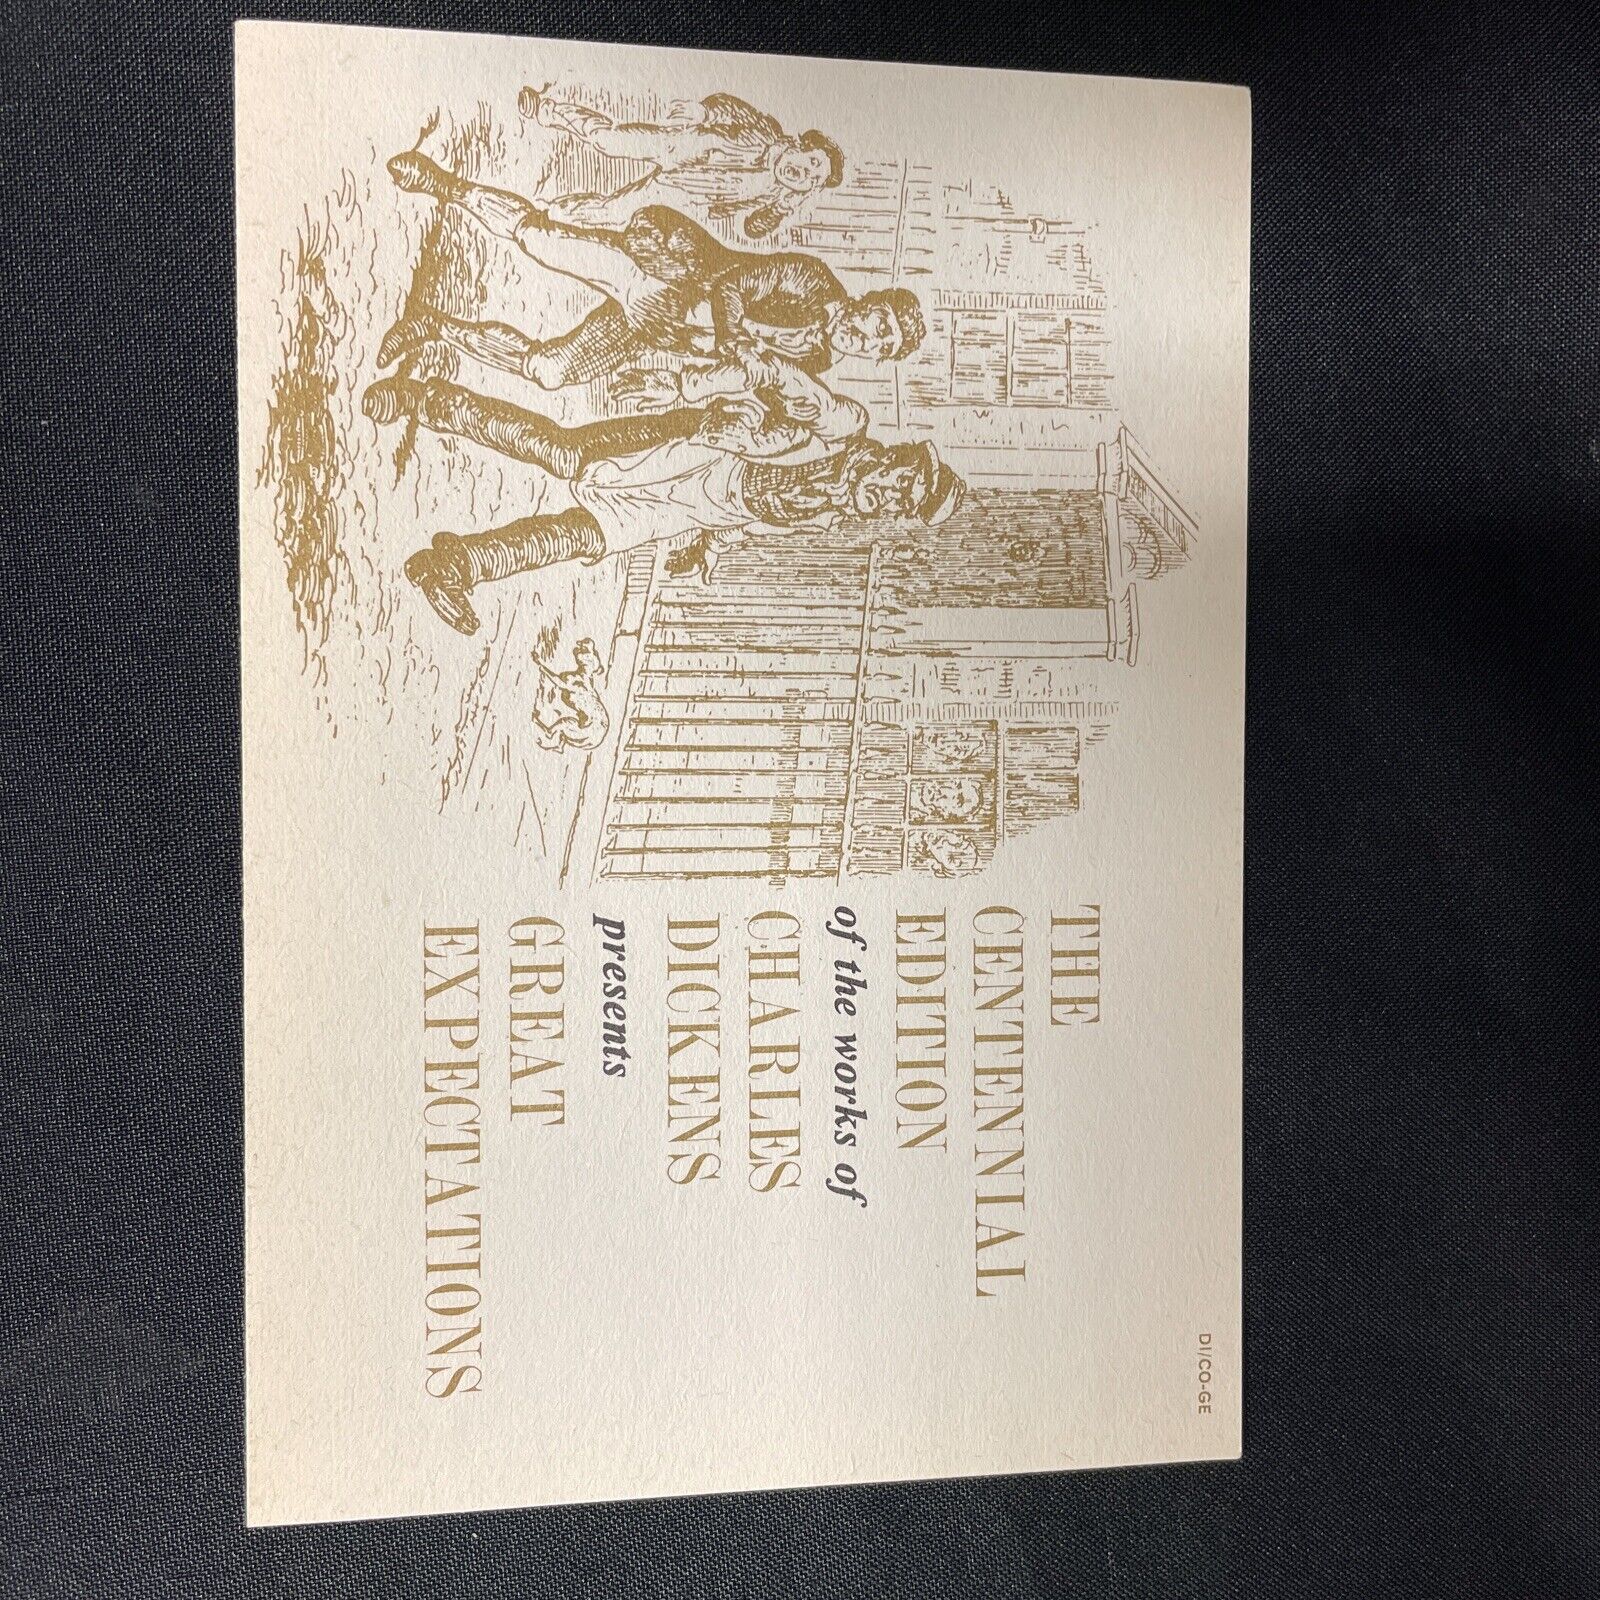 DI/CO-GE
THE
CENTENNIAL
EDITION
of the works of
CHARLES
DICKENS
presents
GREAT
EXPECTATIONS